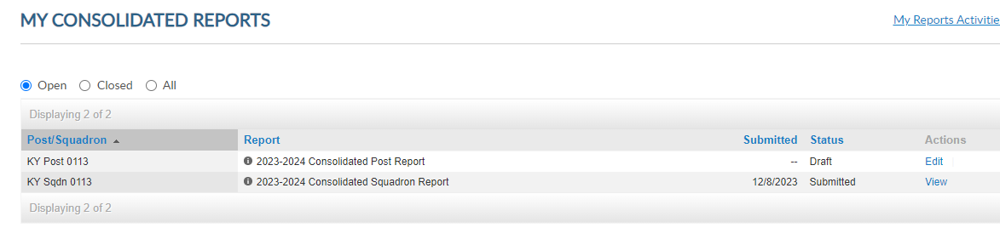 MY CONSOLIDATED REPORTS
My Reports Activitie
Open Closed All
Displaying 2 of 2
Post/Squadron Report Submitted Status Actions
KY Post 0113 2023-2024 Consolidated Post Report -- Draft Edit
KY Sqdn 0113 2023-2024 Consolidated Squadron Report 12/8/2023 Submitted View
Displaying 2 of 2